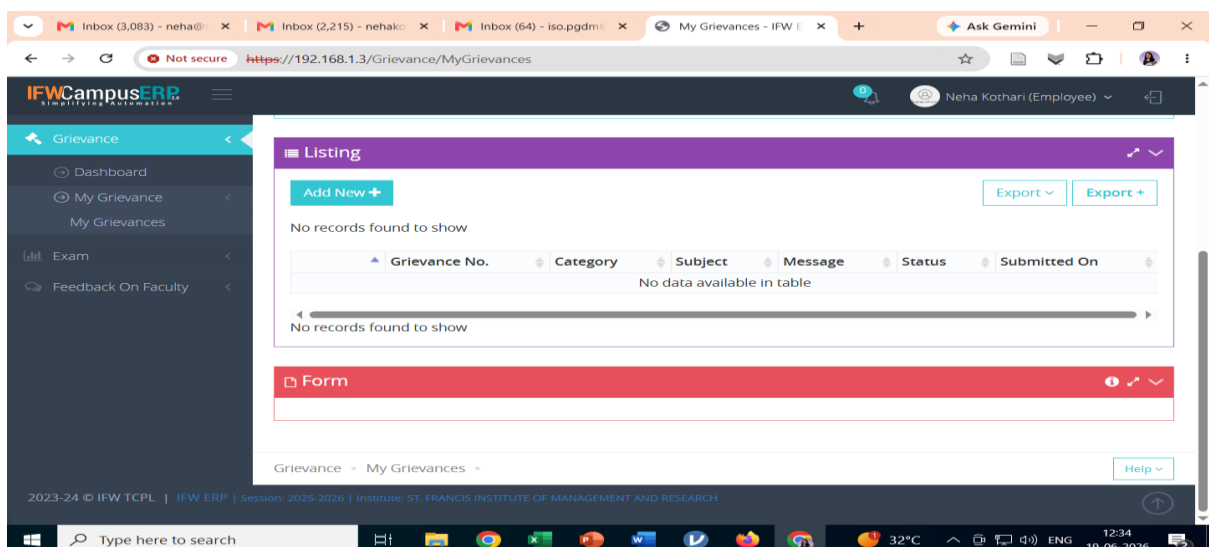 Inbox (3,083) - neha@
Inbox (2,215) - nehako
Inbox (64) - iso.pgdm
My Grievances - IFW E
Ask Gemini
Not secure https://192.168.1.3/Grievance/MyGrievances
IFWCampusERP
Simplifying Automation
0
Neha Kothari (Employee)
Grievance
Dashboard
My Grievance
My Grievances
Exam
Feedback On Faculty
Listing
Add New +
Export
Export +
No records found to show
Grievance No. Category Subject Message Status Submitted On
No data available in table
No records found to show
Form
Grievance My Grievances
Help
2023-24 © IFW TCPL | IFW ERP | Session: 2025-2026 | Institute: ST. FRANCIS INSTITUTE OF MANAGEMENT AND RESEARCH
Type here to search
32°C
ENG
12:34
19-06-2026